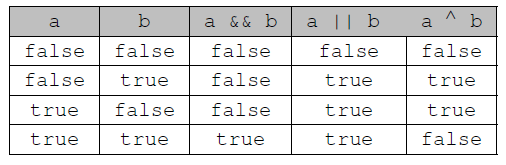 a b a && b a || b a ^ b
false false false false false
false true false true true
true false false true true
true true true true false